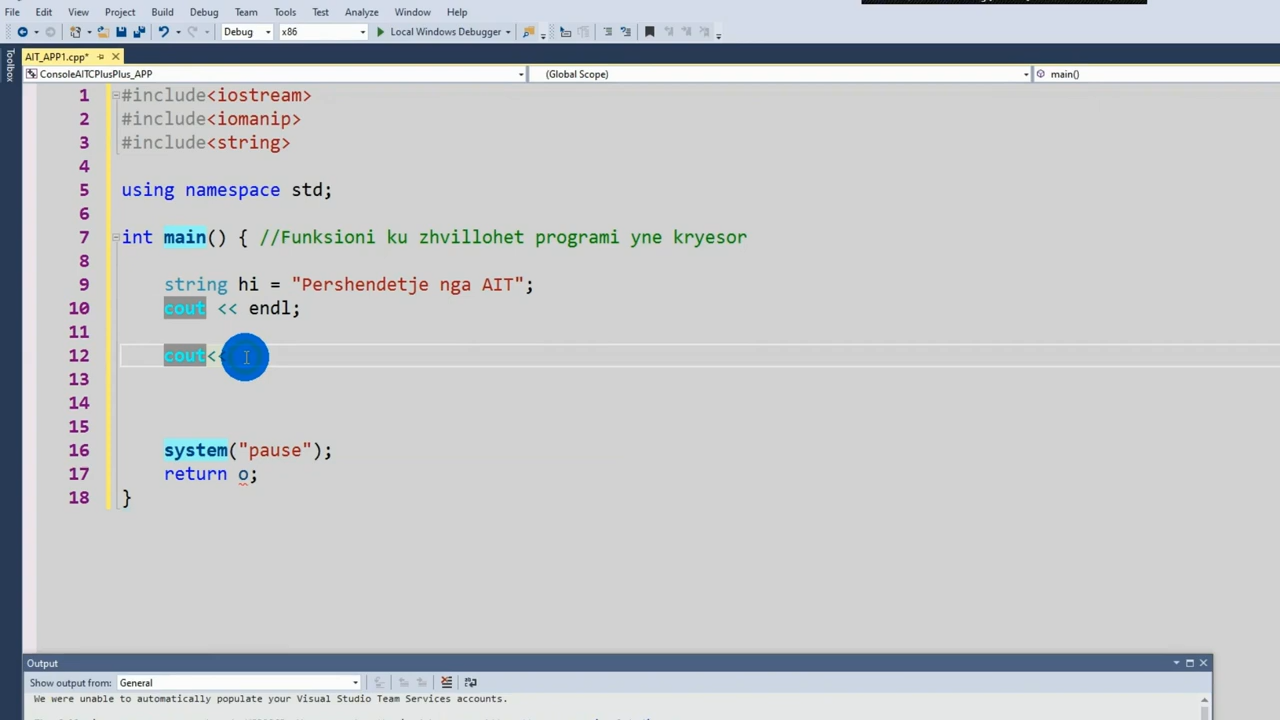 File Edit View Project Build Debug Team Tools Test Analyze Window Help
Debug x86 Local Windows Debugger
Toolbox
AIT_APP1.cpp*
ConsoleAITCPlusPlus_APP (Global Scope) main()
1 #include<iostream>
2 #include<iomanip>
3 #include<string>
4
5 using namespace std;
6
7 int main() { //Funksioni ku zhvillohet programi yne kryesor
8
9 string hi = "Pershendetje nga AIT";
10 cout << endl;
11
12 cout<<
13
14
15
16 system("pause");
17 return o;
18 }
Output
Show output from: General
We were unable to automatically populate your Visual Studio Team Services accounts.